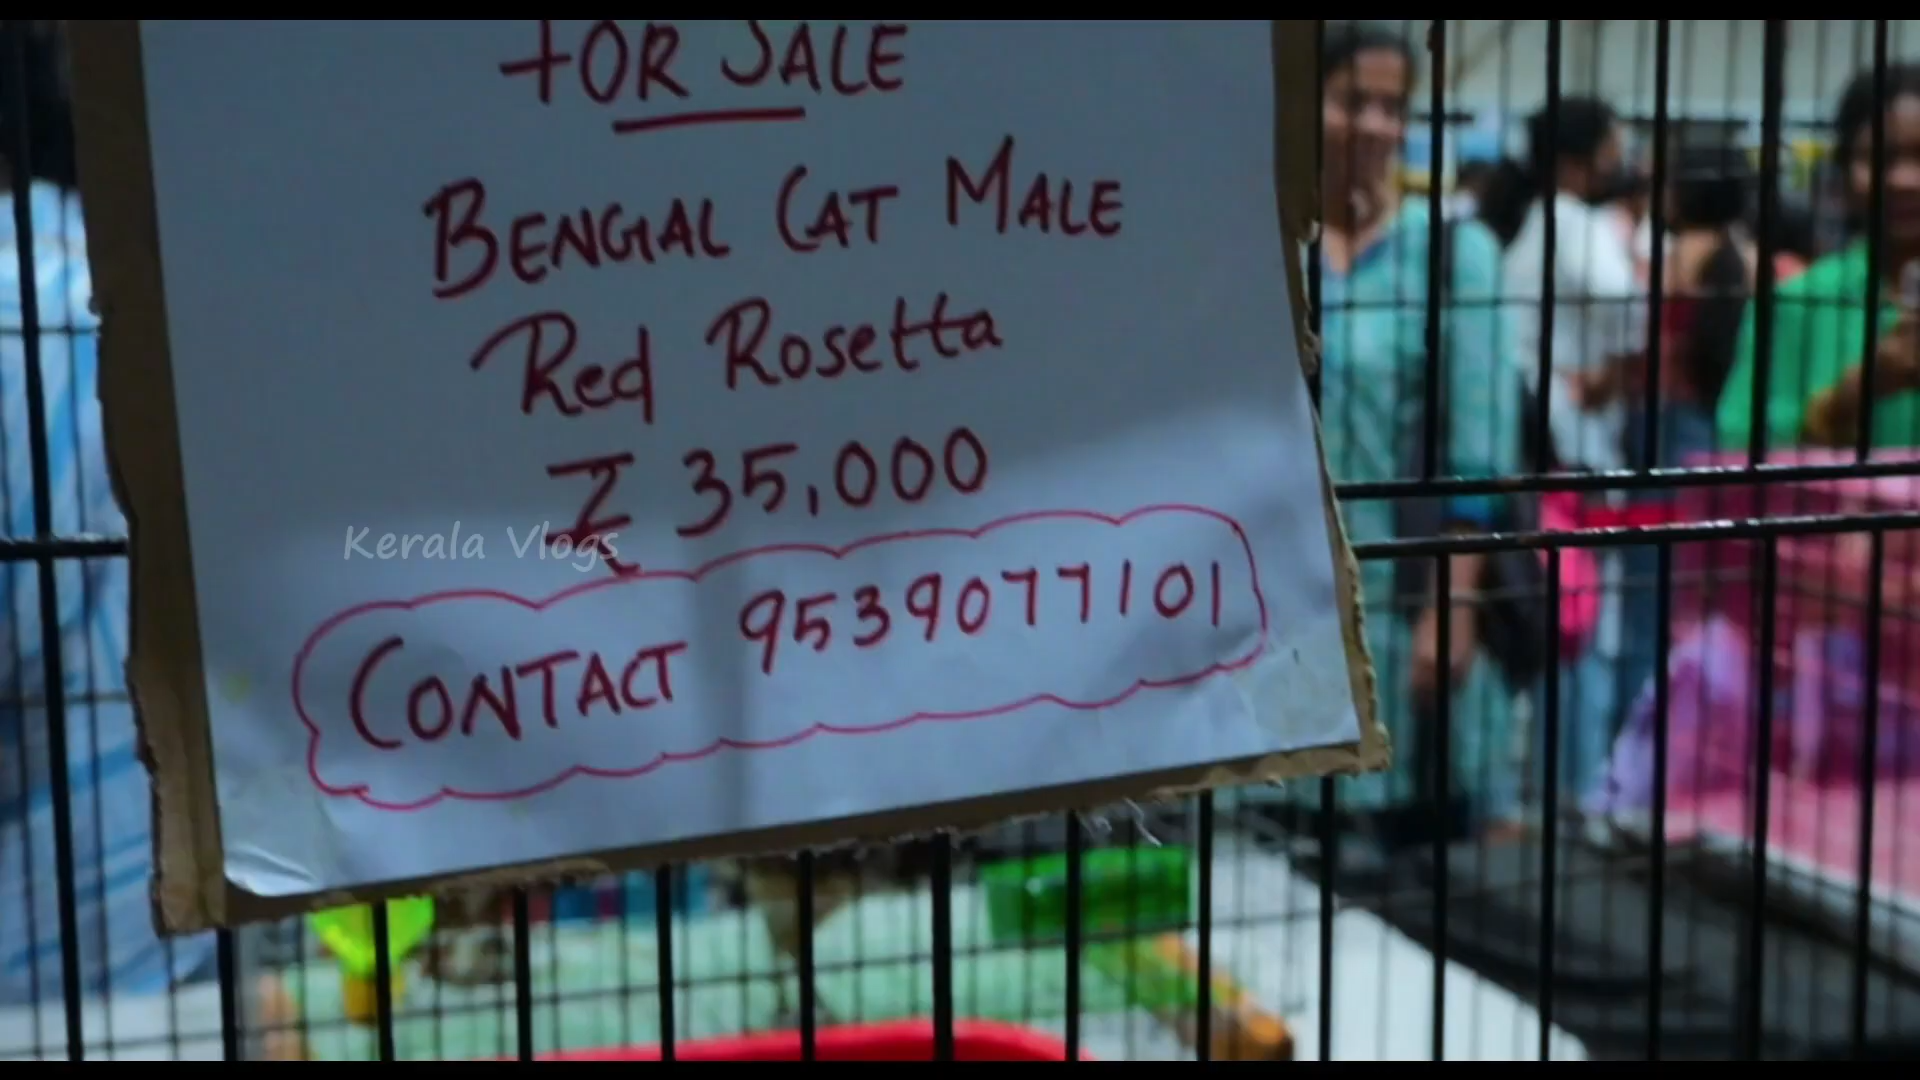 FOR SALE
BENGAL CAT MALE
Red Rosetta
₹ 35,000
Kerala Vlogs
CONTACT 9539077101